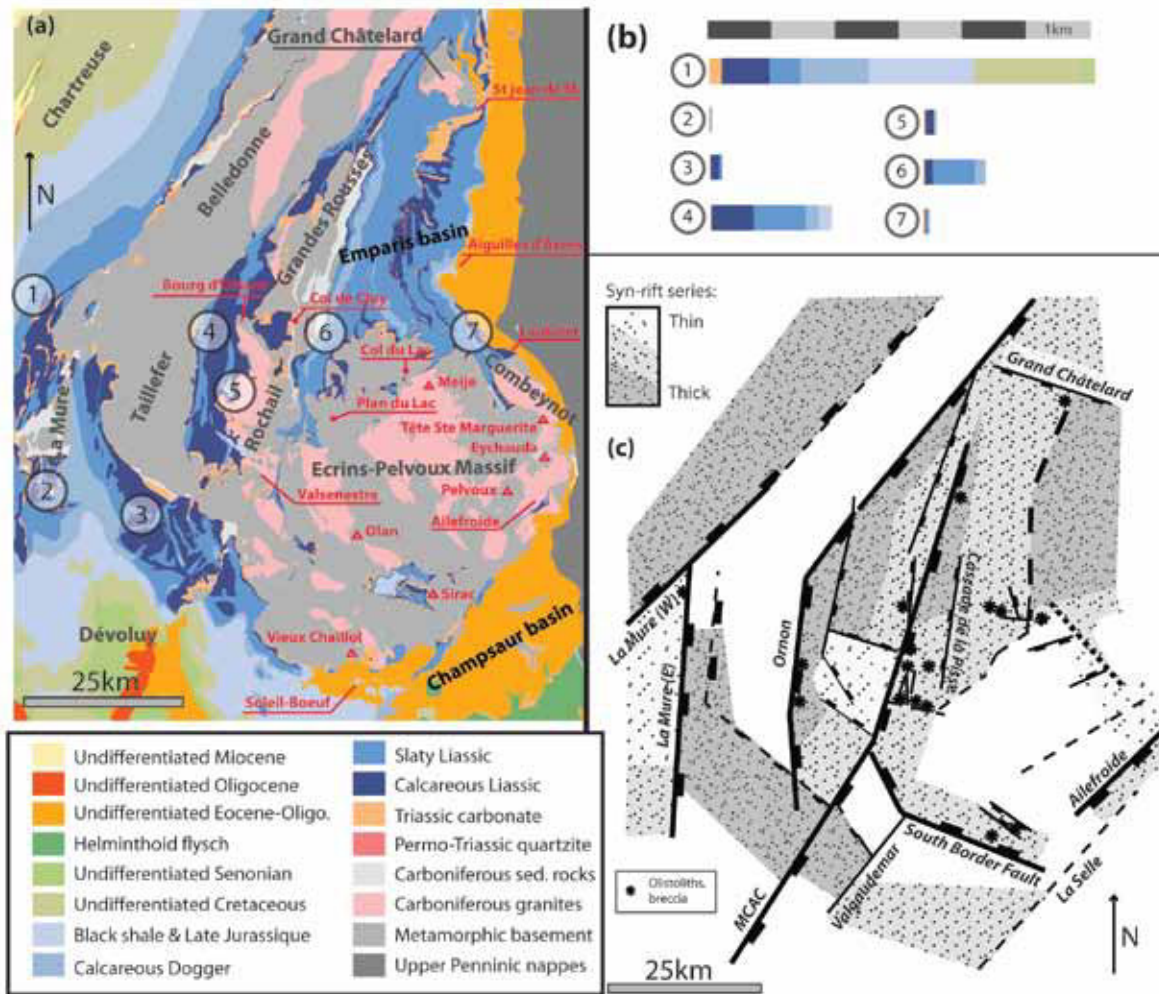 (a)
Grand Châtelard
St jean de M.
Chartreuse
N
Belledonne
Grandes Rousses
Emparis basin
Aiguilles d'Arves
Bourg d'Oisans
Col de Cluy
1
4
6
7
Lautaret
Col du Lac
Combeynot
Taillefer
5
Meije
La Mure
Rochail
Plan du Lac
Tête Ste Marguerite
Eychauda
Ecrins-Pelvoux Massif
2
Valsenestre
Pelvoux
3
Ailefroide
Olan
Sirac
Dévoluy
Vieux Chaillol
Champsaur basin
25km
Soleil-Boeuf
Undifferentiated Miocene
Undifferentiated Oligocene
Undifferentiated Eocene-Oligo.
Helminthoid flysch
Undifferentiated Senonian
Undifferentiated Cretaceous
Black shale & Late Jurassique
Calcareous Dogger
Slaty Liassic
Calcareous Liassic
Triassic carbonate
Permo-Triassic quartzite
Carboniferous sed. rocks
Carboniferous granites
Metamorphic basement
Upper Penninic nappes
(b)
1km
1
2
5
3
6
4
7
Syn-rift series:
Thin
Thick
(c)
Grand Châtelard
La Mure (W)
La Mure (E)
Ornon
Cascade de la Pisse
Ailefroide
South Border Fault
La Selle
Valgaudemar
MCAC
Olistoliths,
breccia
N
25km